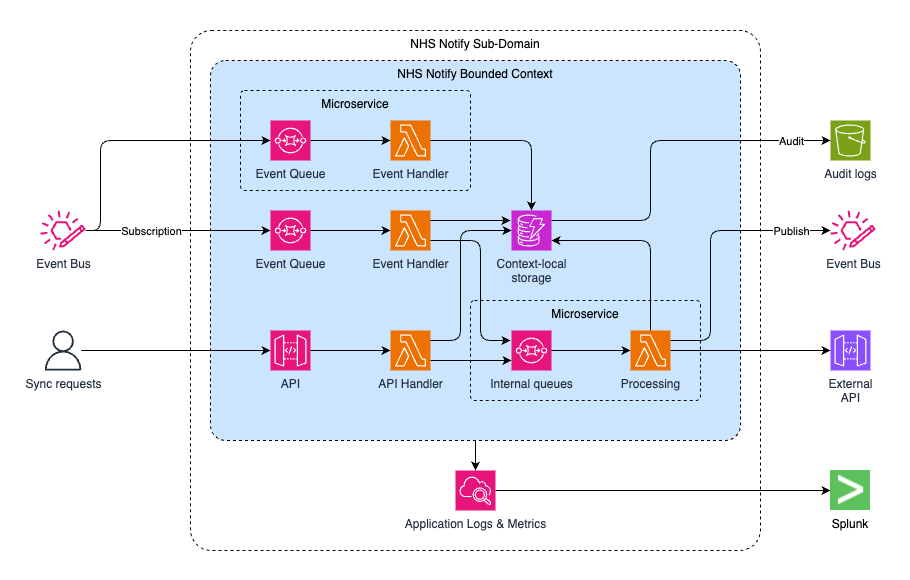 NHS Notify Sub-Domain
NHS Notify Bounded Context
Microservice
Event Queue
Event Handler
Audit
Audit logs
Event Bus
Subscription
Event Queue
Event Handler
Context-local
storage
Publish
Event Bus
Microservice
Sync requests
API
API Handler
Internal queues
Processing
External
API
Application Logs & Metrics
Splunk